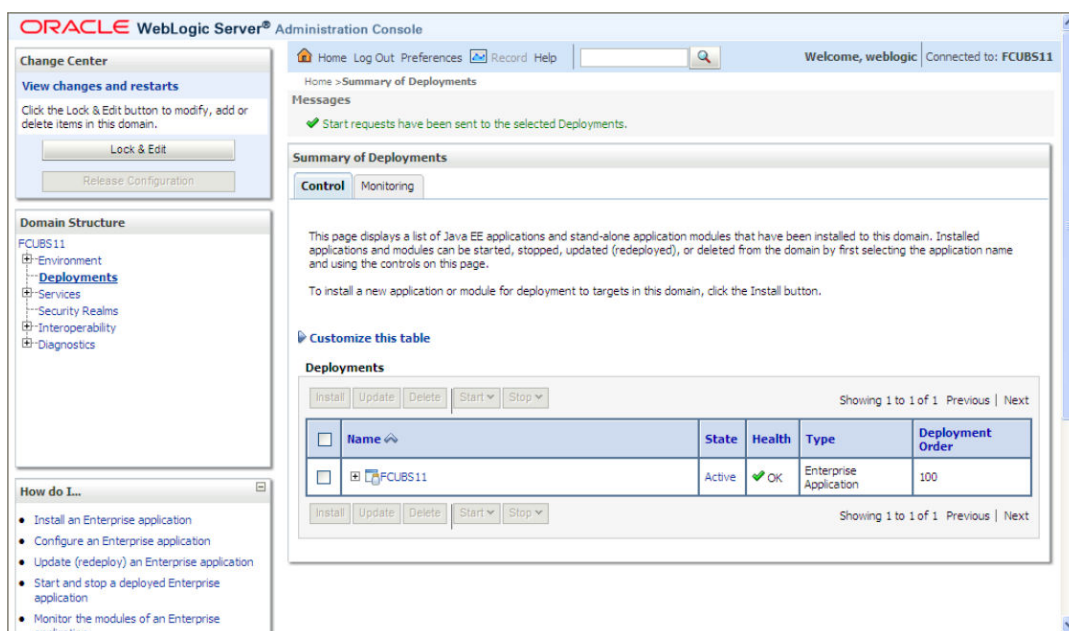 ORACLE WebLogic Server® Administration Console
Change Center
View changes and restarts
Click the Lock & Edit button to modify, add or
delete items in this domain.
Lock & Edit
Release Configuration
Domain Structure
FCUBS11
Environment
Deployments
Services
Security Realms
Interoperability
Diagnostics
How do I...
Install an Enterprise application
Configure an Enterprise application
Update (redeploy) an Enterprise application
Start and stop a deployed Enterprise
application
Monitor the modules of an Enterprise
Home Log Out Preferences Record Help
Welcome, weblogic Connected to: FCUBS11
Home >Summary of Deployments
Messages
Start requests have been sent to the selected Deployments.
Summary of Deployments
Control Monitoring
This page displays a list of Java EE applications and stand-alone application modules that have been installed to this domain. Installed
applications and modules can be started, stopped, updated (redeployed), or deleted from the domain by first selecting the application name
and using the controls on this page.
To install a new application or module for deployment to targets in this domain, click the Install button.
Customize this table
Deployments
Install Update Delete Start Stop Showing 1 to 1 of 1 Previous | Next
Name State Health Type Deployment
Order
FCUBS11 Active OK Enterprise
Application 100
Install Update Delete Start Stop Showing 1 to 1 of 1 Previous | Next